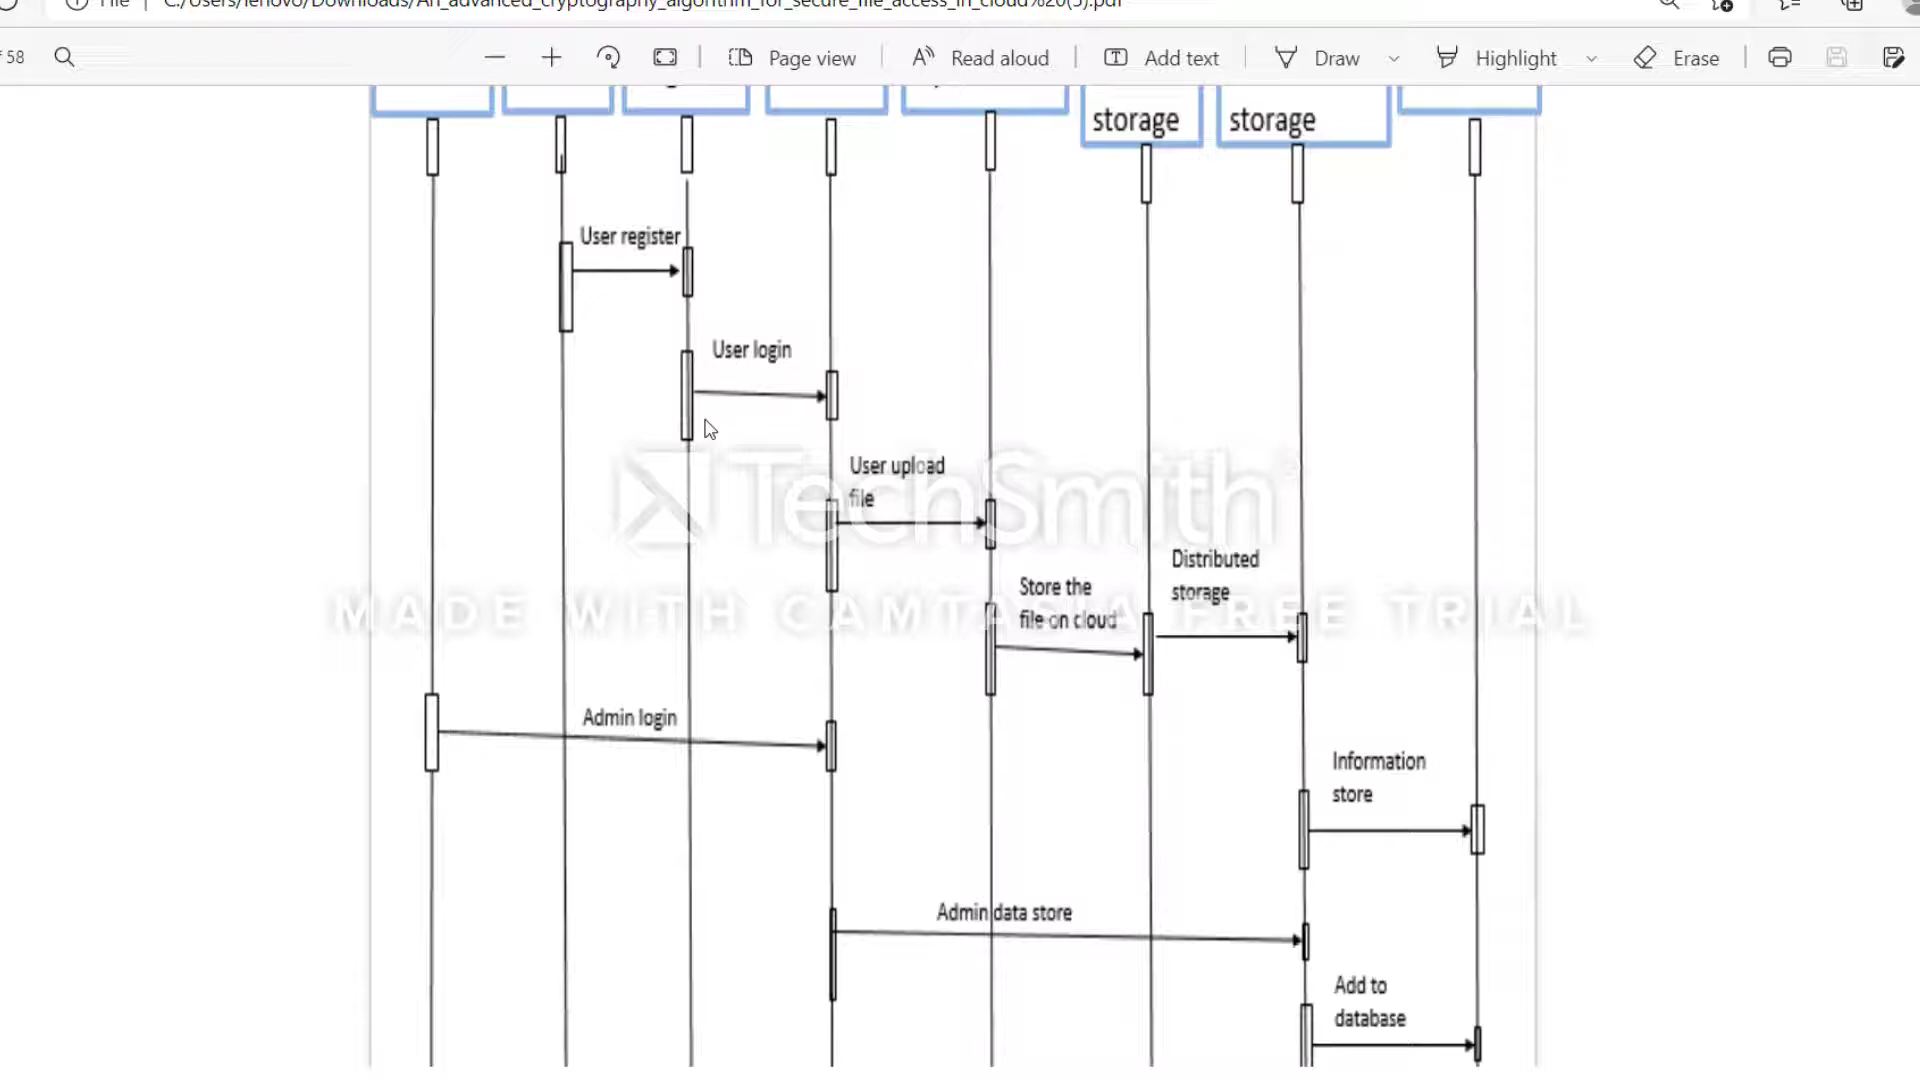 File C:/Users/lenovo/Downloads/An_advanced_cryptography_algorithm_for_secure_file_access_in_cloud%20(5).pdf
f 58 Page view Read aloud Add text Draw Highlight Erase
storage storage
User register
User login
User upload
file
TechSmith
Distributed
storage
Store the
file on cloud
MADE WITH CAMTASIA FREE TRIAL
Admin login
Information
store
Admin data store
Add to
database